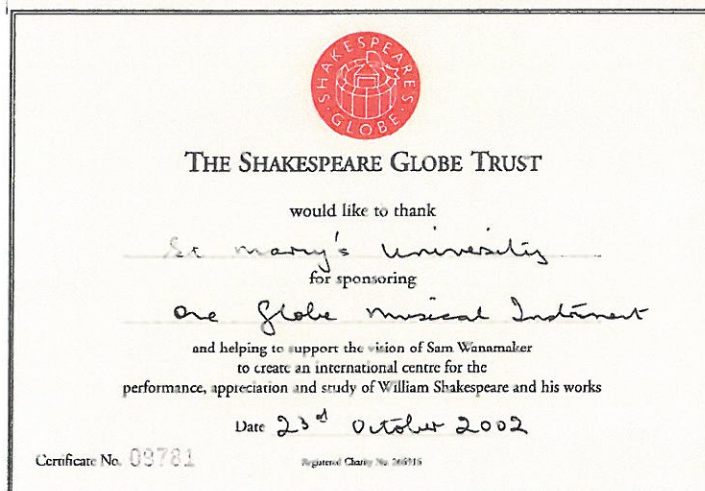 SHAKESPEARE'S · GLOBE ·
THE SHAKESPEARE GLOBE TRUST
would like to thank
St Mary's University
for sponsoring
One Globe Musical Instrument
and helping to support the vision of Sam Wanamaker
to create an international centre for the
performance, appreciation and study of William Shakespeare and his works
Date 23rd October 2002
Certificate No. 09781
Registered Charity No.